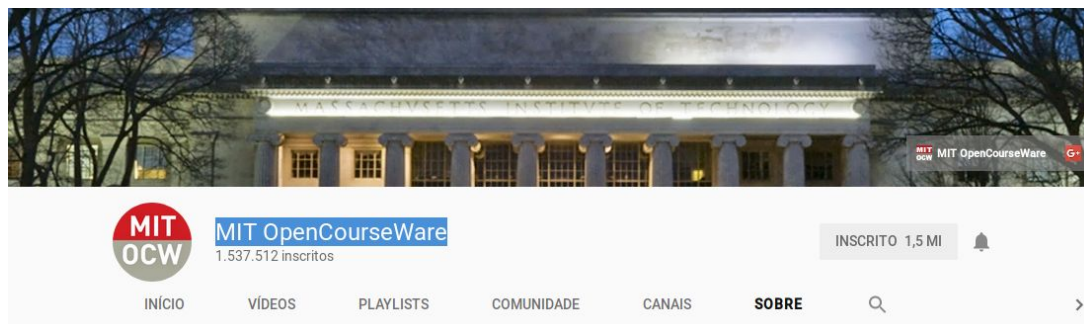 MASSACHVSETTS INSTITVTE OF TECHNOLOGY
MIT OCW MIT OpenCourseWare G+
MIT
OCW
MIT OpenCourseWare
1.537.512 inscritos
INSCRITO 1,5 MI
INÍCIO VÍDEOS PLAYLISTS COMUNIDADE CANAIS SOBRE